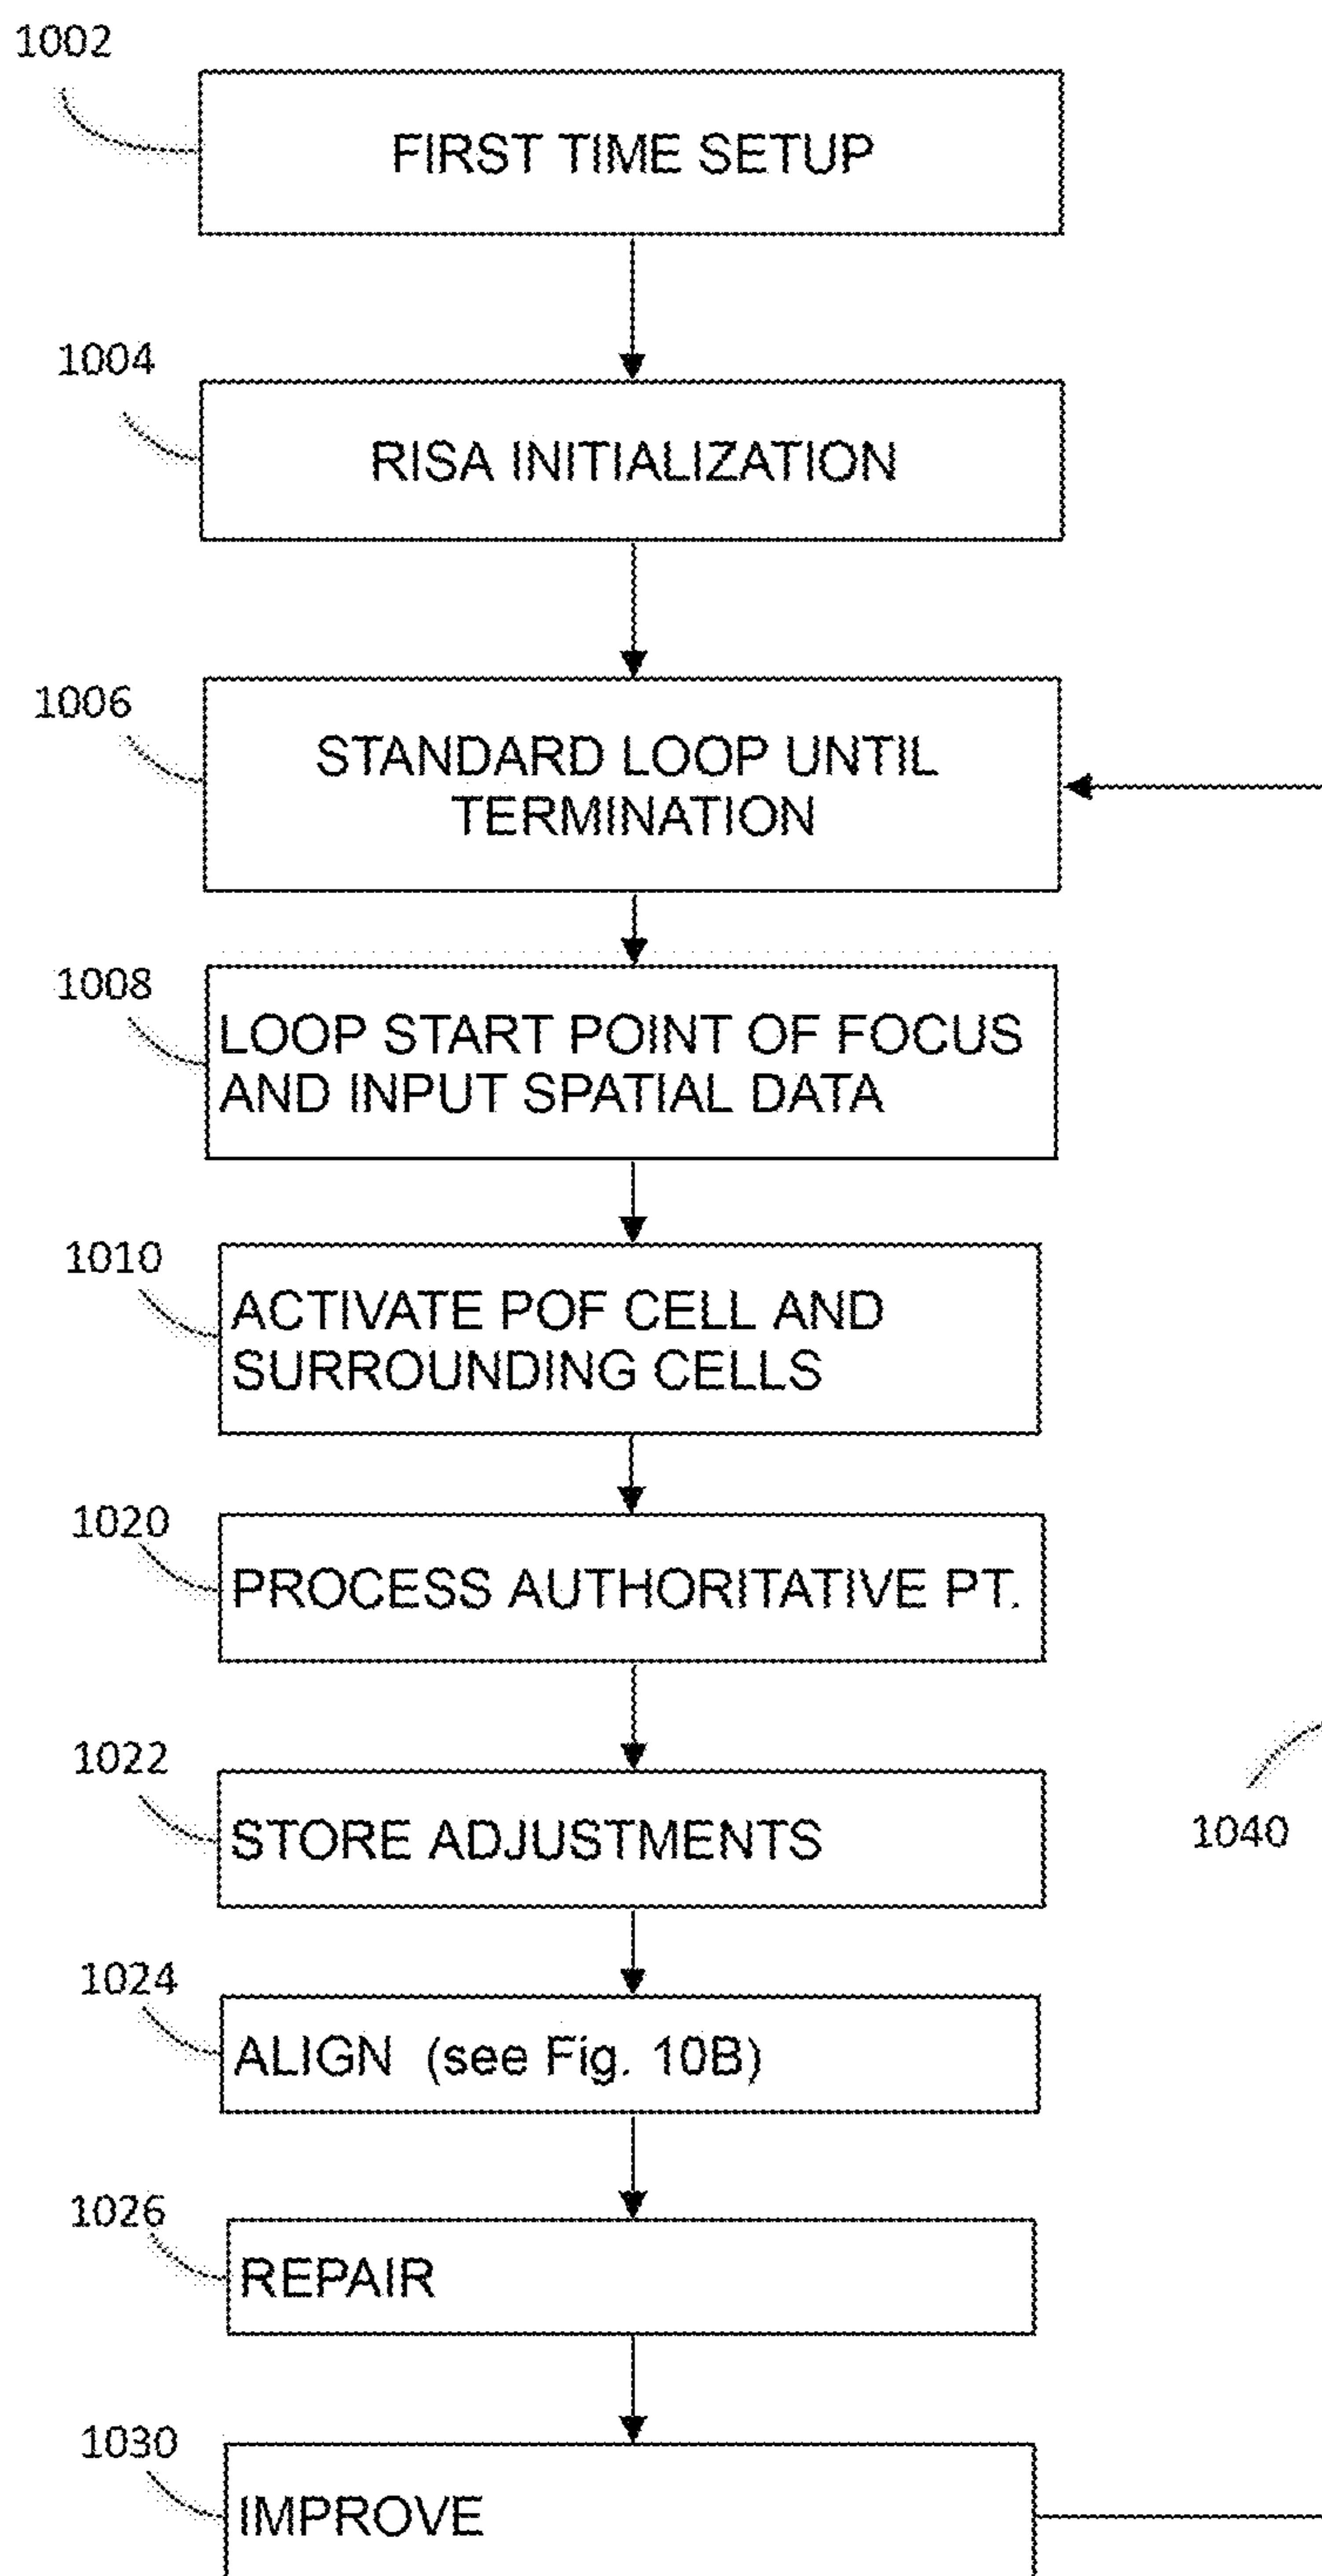 1002
FIRST TIME SETUP
1004
RISA INITIALIZATION
1006
STANDARD LOOP UNTIL
TERMINATION
1008
LOOP START POINT OF FOCUS
AND INPUT SPATIAL DATA
1010
ACTIVATE POF CELL AND
SURROUNDING CELLS
1020
PROCESS AUTHORITATIVE PT.
1022
STORE ADJUSTMENTS
1040
1024
ALIGN (see Fig. 10B)
1026
REPAIR
1030
IMPROVE